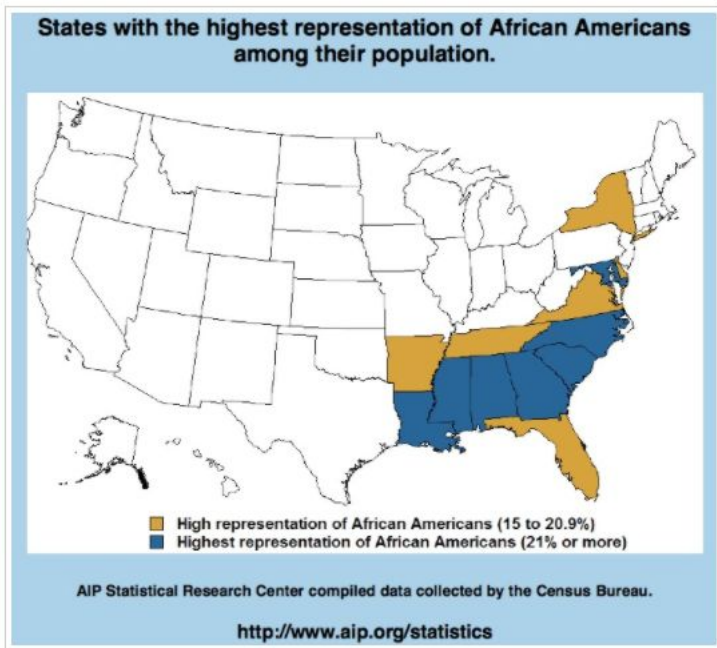 States with the highest representation of African Americans
among their population.
High representation of African Americans (15 to 20.9%)
Highest representation of African Americans (21% or more)
AIP Statistical Research Center compiled data collected by the Census Bureau.
http://www.aip.org/statistics